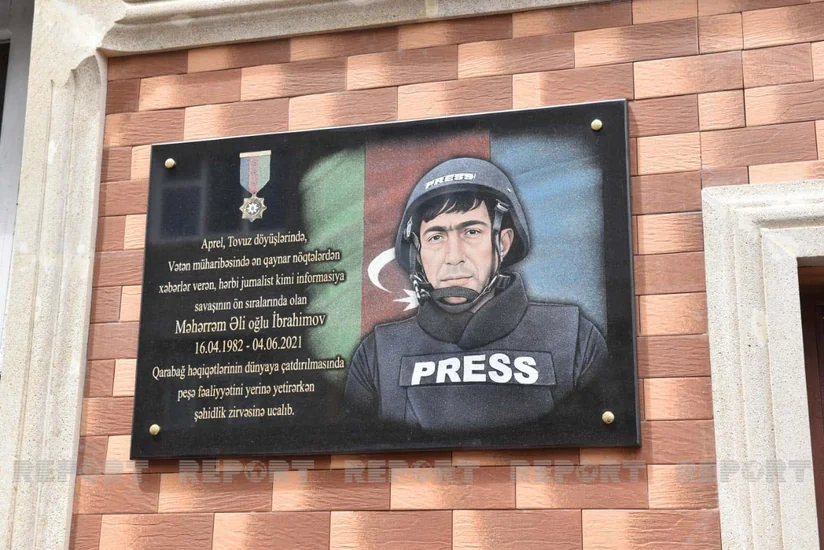 Aprel, Tovuz döyüşlərində,
Vətən müharibəsində ən qaynar nöqtələrdən
xəbərlər verən, hərbi jurnalist kimi informasiya
savaşının ön sıralarında olan
Məhərrəm Əli oğlu İbrahimov
16.04.1982 - 04.06.2021
Qarabağ həqiqətlərinin dünyaya çatdırılmasında
peşə fəaliyyətini yerinə yetirərkən
şəhidlik zirvəsinə ucalıb.
PRESS
PRESS
REPORT REPORT REPORT REPORT REPORT